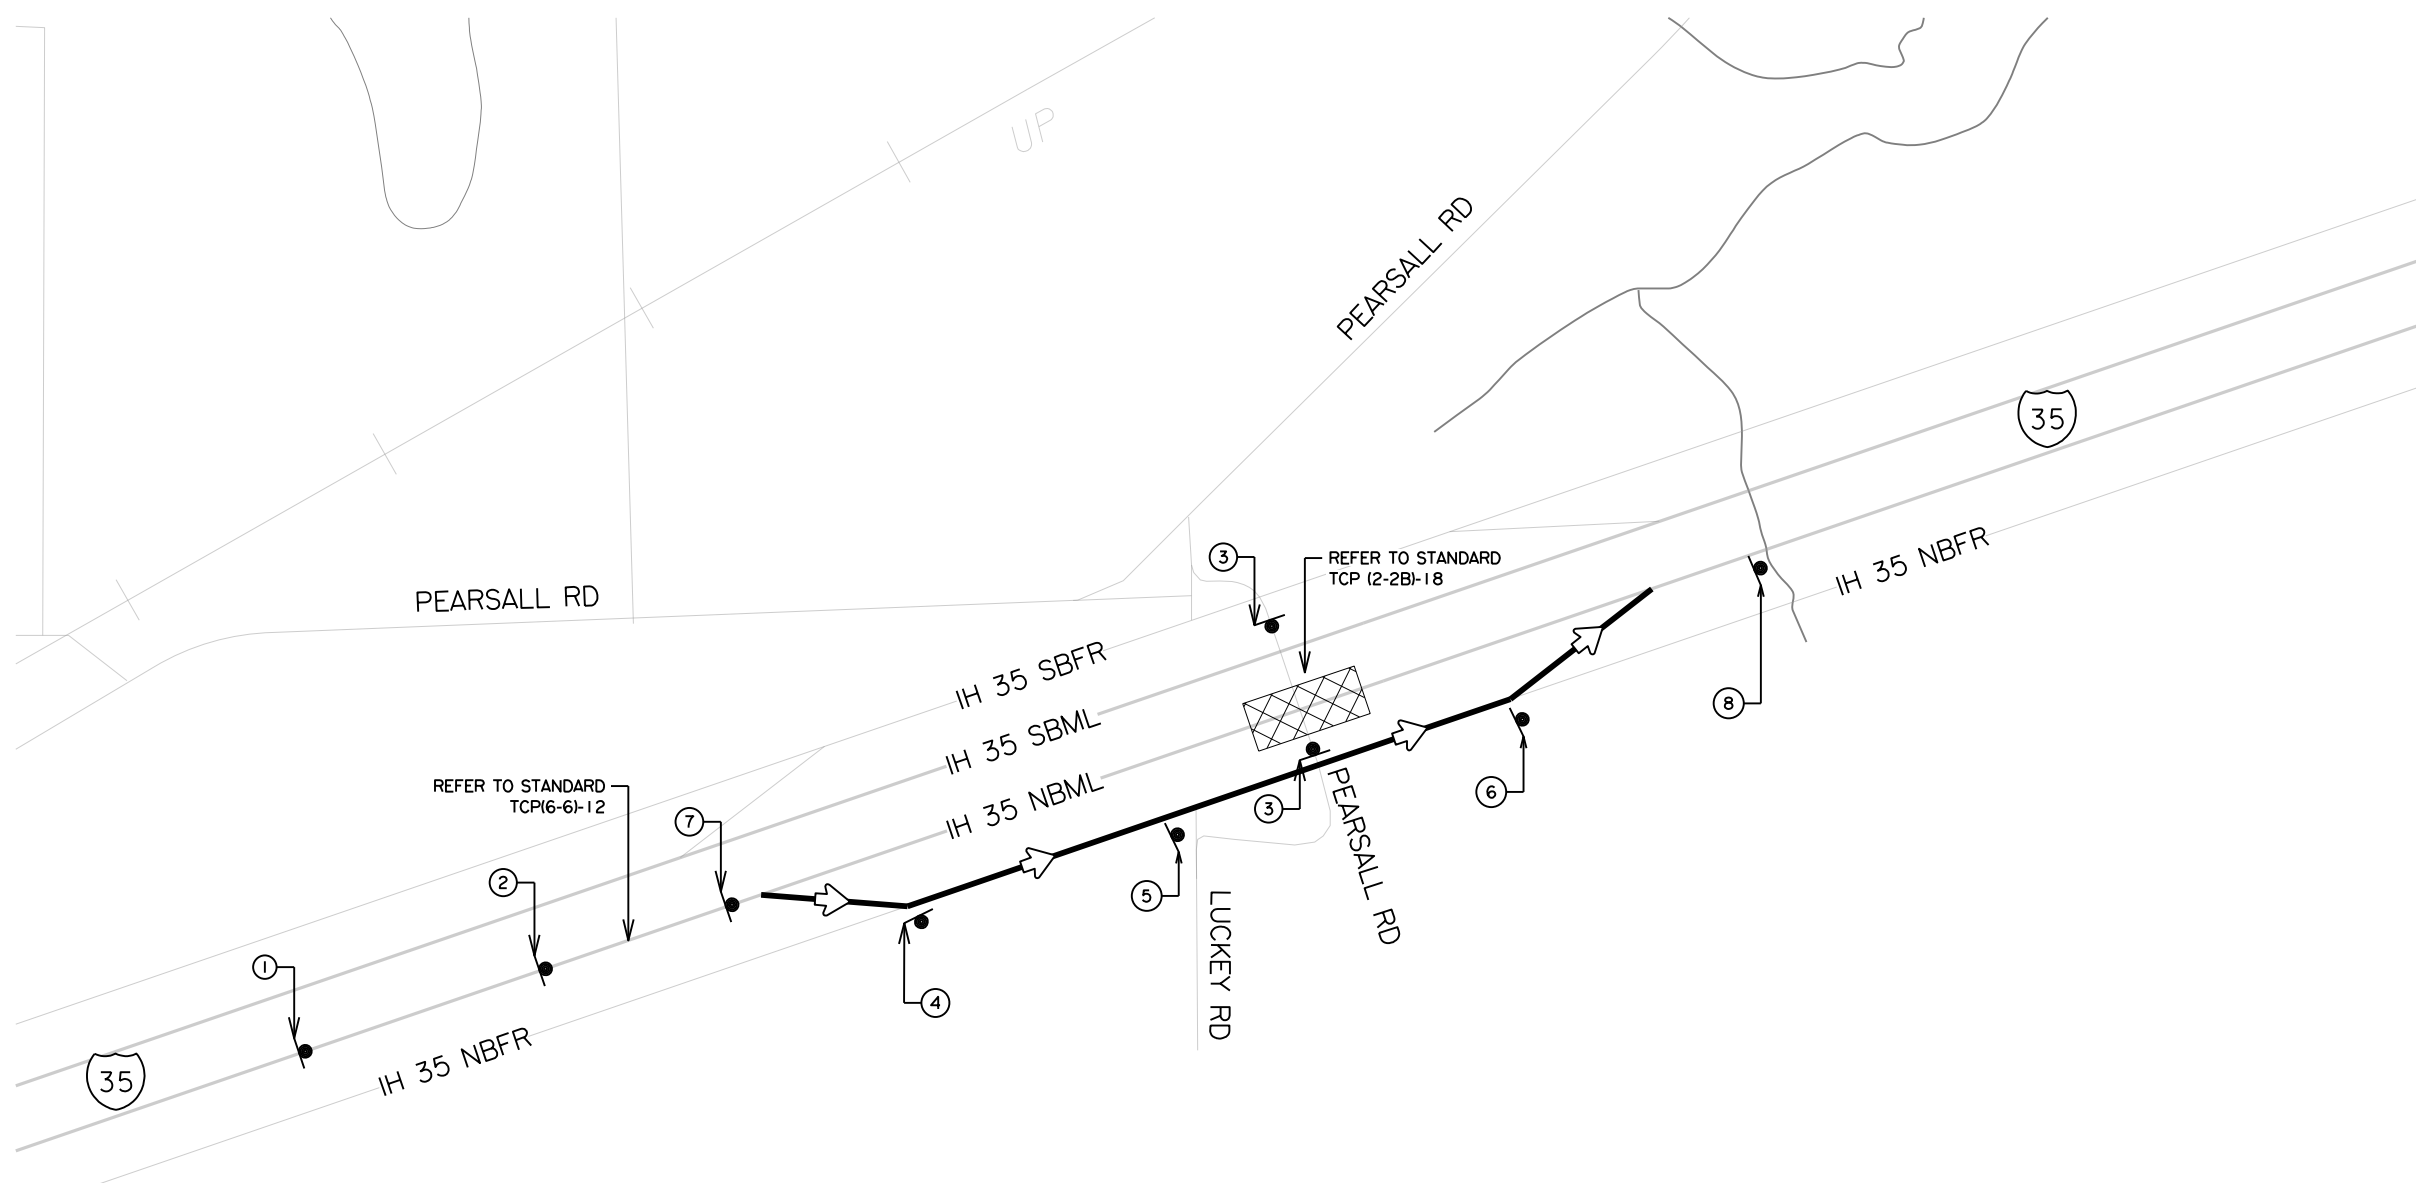 UP
PEARSALL RD
35
IH 35 NBFR
3
REFER TO STANDARD
TCP (2-2B)-18
PEARSALL RD
IH 35 SBFR
IH 35 SBML
IH 35 NBML
8
REFER TO STANDARD
TCP(6-6)-12
7
3
6
PEARSALL RD
2
5
LUCKEY RD
1
4
IH 35 NBFR
35